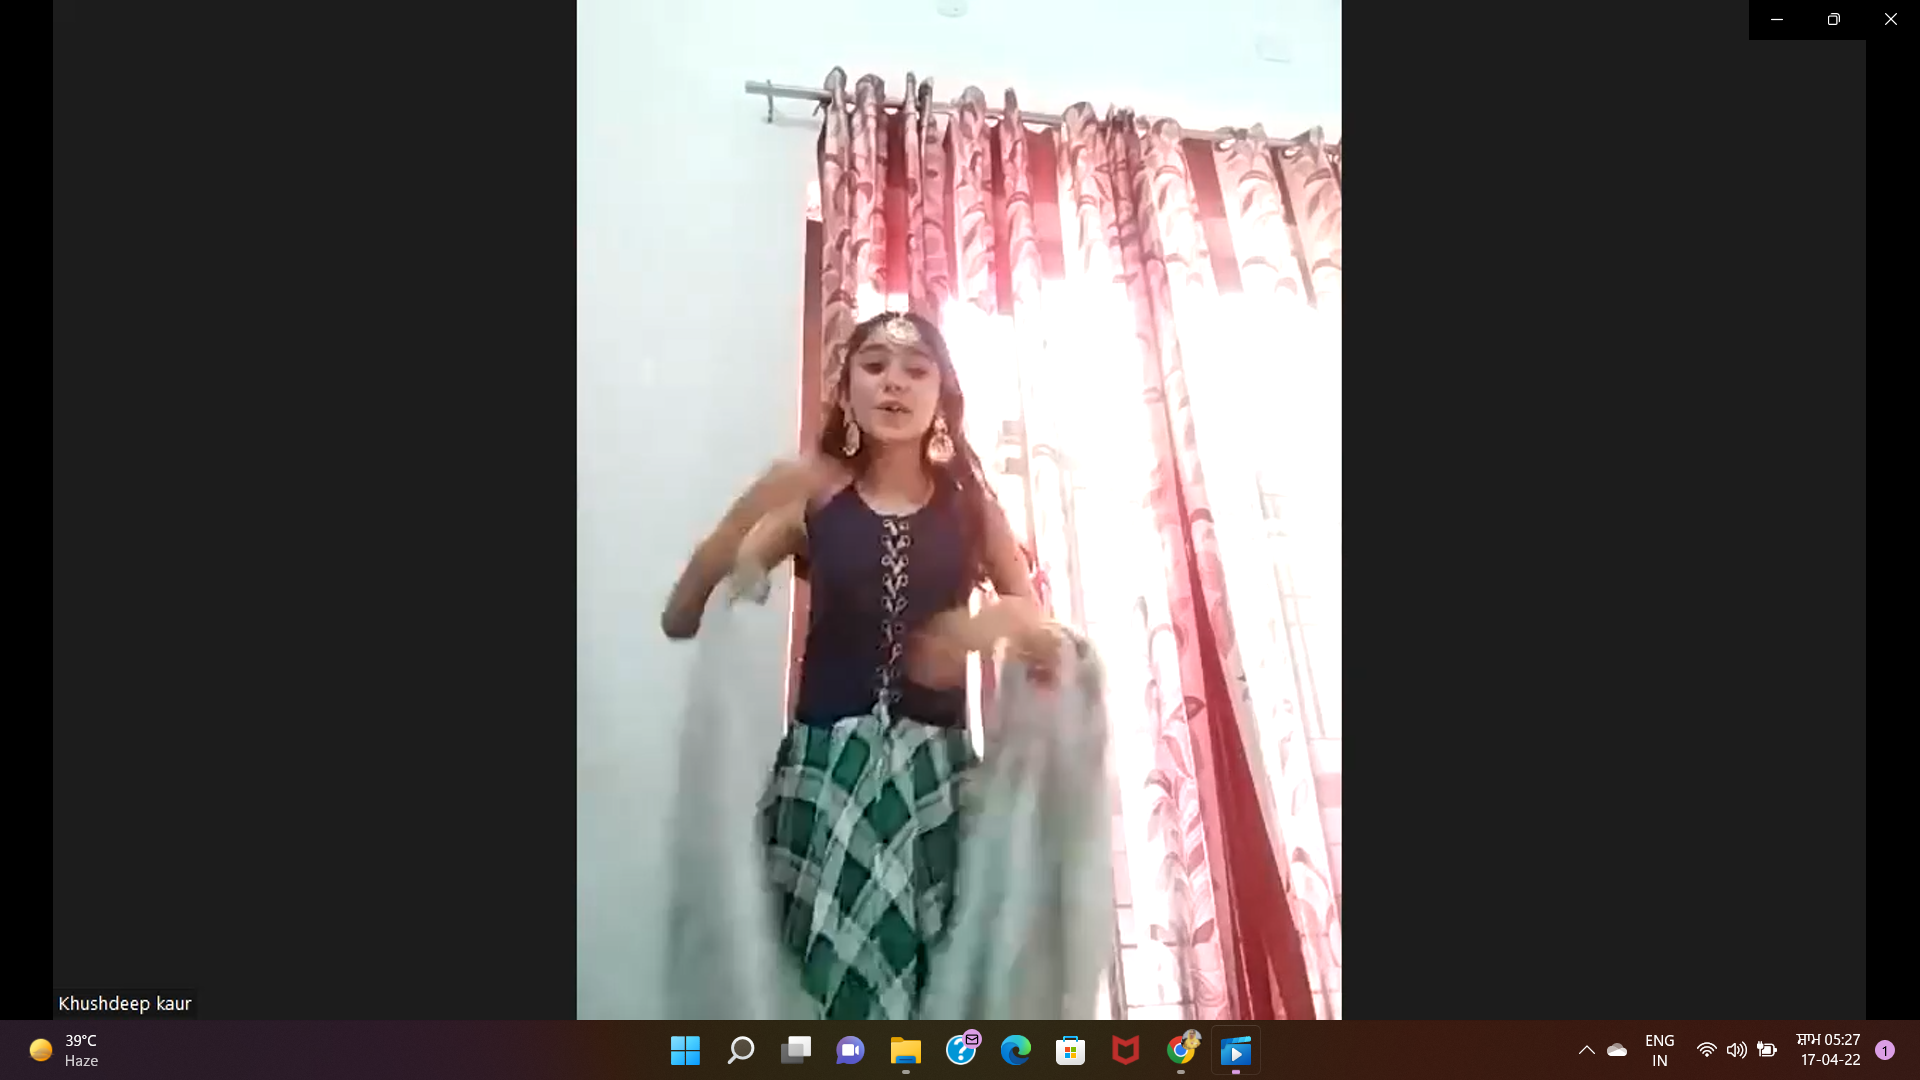 Khushdeep kaur
39°C
Haze
ENG
IN
ਸ਼ਾਮ 05:27
17-04-22
1